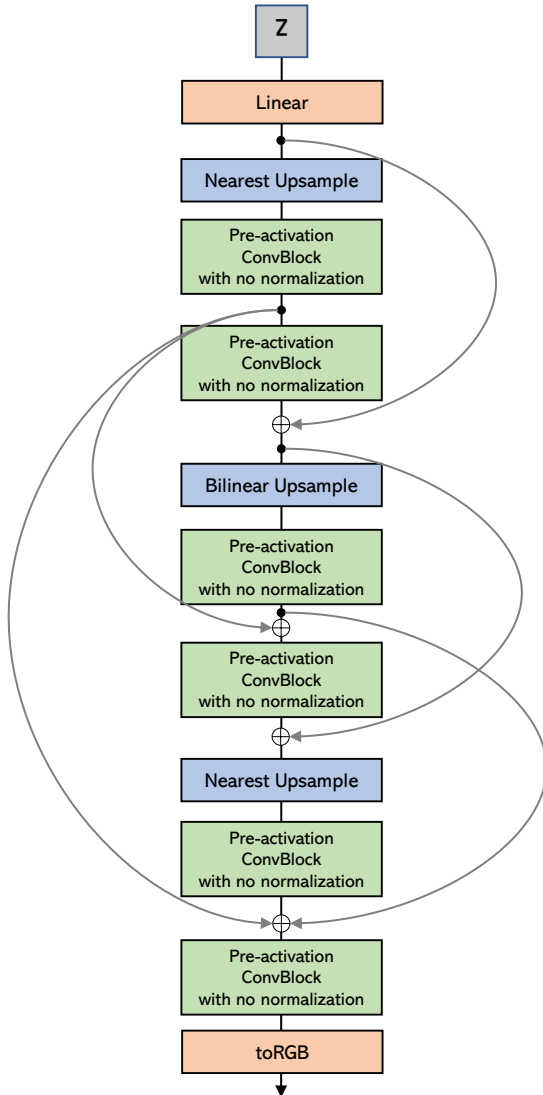 z
Linear
Nearest Upsample
Pre-activation
ConvBlock
with no normalization
Pre-activation
ConvBlock
with no normalization
Bilinear Upsample
Pre-activation
ConvBlock
with no normalization
Pre-activation
ConvBlock
with no normalization
Nearest Upsample
Pre-activation
ConvBlock
with no normalization
Pre-activation
ConvBlock
with no normalization
toRGB